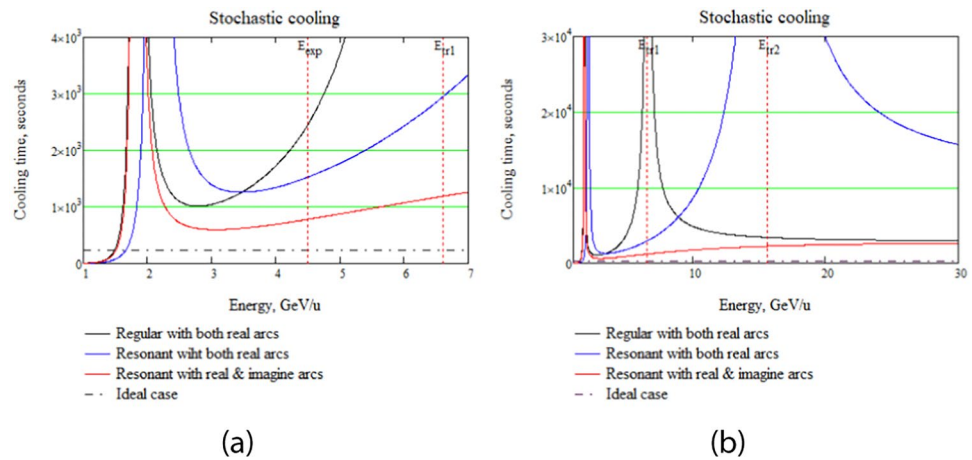 Stochastic cooling
4×10³
3×10³
2×10³
1×10³
0
E_exp
E_tr1
1
2
3
4
5
6
7
Cooling time, seconds
Energy, GeV/u
Regular with both real arcs
Resonant wiht both real arcs
Resonant with real & imagine arcs
Ideal case
(a)
Stochastic cooling
3×10⁴
2×10⁴
1×10⁴
0
E_tr1
E_tr2
10
20
30
Cooling time, seconds
Energy, GeV/u
Regular with both real arcs
Resonant with both real arcs
Resonant with real & imagine arcs
Ideal case
(b)